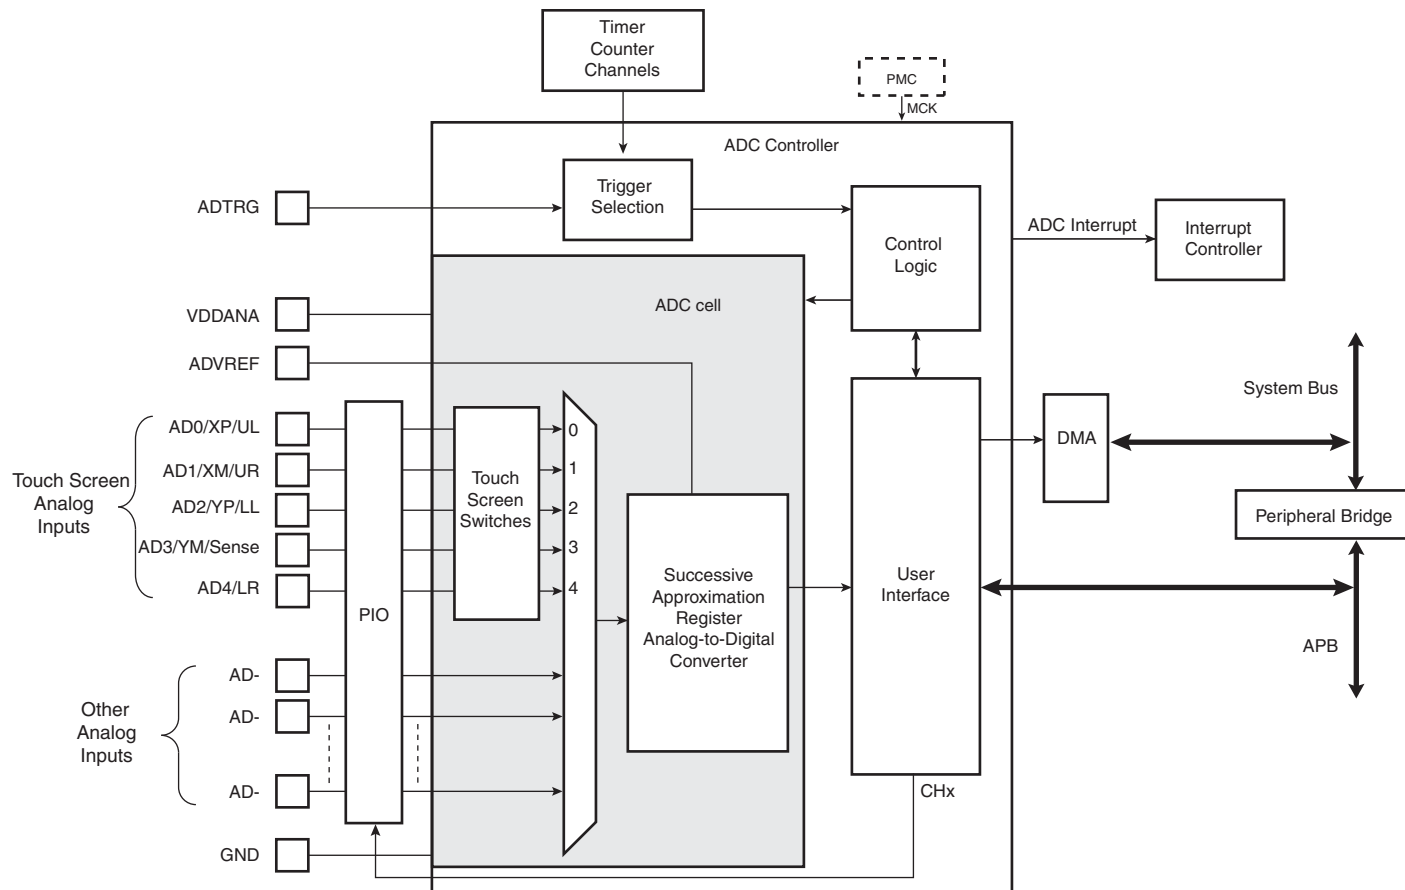 Timer
Counter
Channels
PMC
MCK
ADC Controller
ADTRG
Trigger
Selection
Control
Logic
ADC Interrupt
Interrupt
Controller
VDDANA
ADC cell
ADVREF
System Bus
Touch Screen
Analog
Inputs
AD0/XP/UL
AD1/XM/UR
AD2/YP/LL
AD3/YM/Sense
AD4/LR
PIO
Touch
Screen
Switches
0
1
2
3
4
DMA
Peripheral Bridge
Successive
Approximation
Register
Analog-to-Digital
Converter
User
Interface
APB
Other
Analog
Inputs
AD-
AD-
AD-
CHx
GND